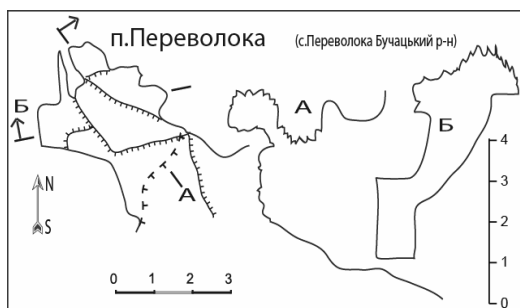 п.Переволока (с.Переволока Бучацький р-н)
Б
А
Б
А
N
S
0 1 2 3
4
3
2
1
0